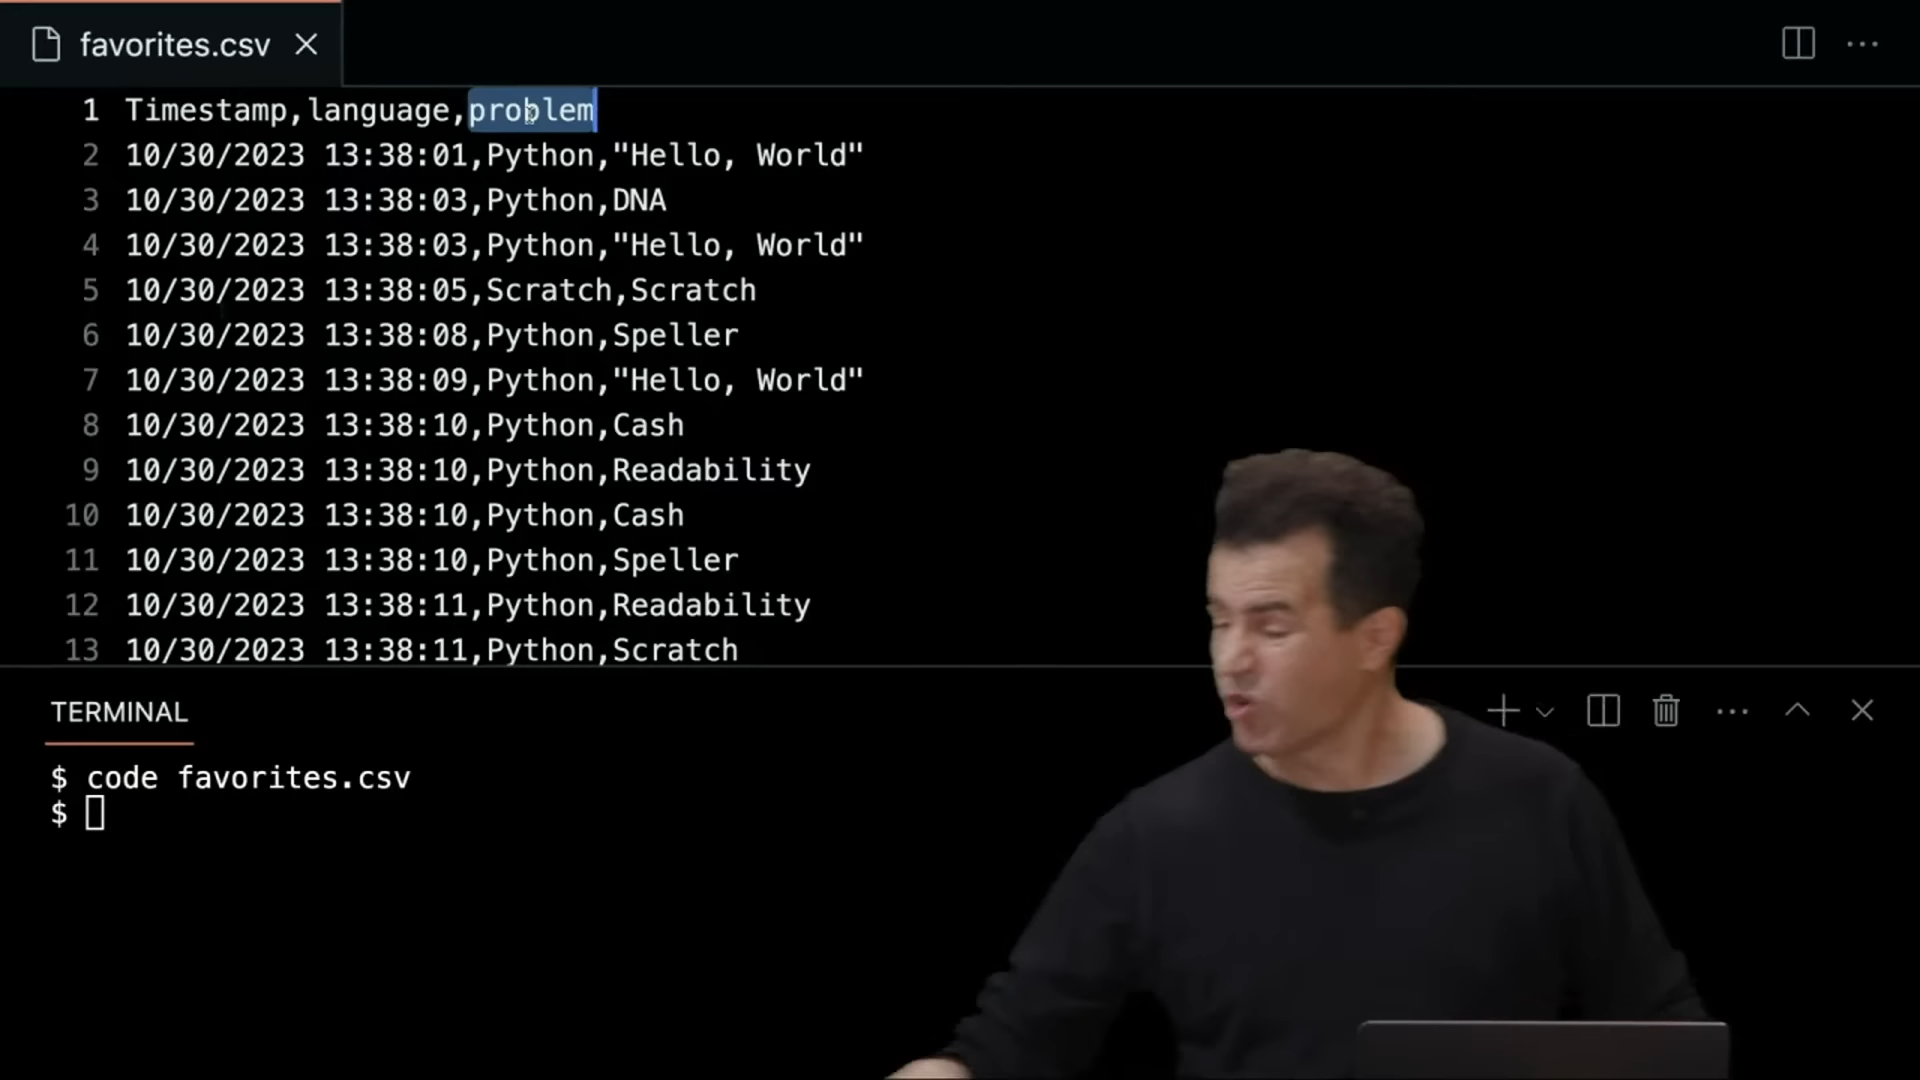 favorites.csv
1 Timestamp,language,problem
2 10/30/2023 13:38:01,Python,"Hello, World"
3 10/30/2023 13:38:03,Python,DNA
4 10/30/2023 13:38:03,Python,"Hello, World"
5 10/30/2023 13:38:05,Scratch,Scratch
6 10/30/2023 13:38:08,Python,Speller
7 10/30/2023 13:38:09,Python,"Hello, World"
8 10/30/2023 13:38:10,Python,Cash
9 10/30/2023 13:38:10,Python,Readability
10 10/30/2023 13:38:10,Python,Cash
11 10/30/2023 13:38:10,Python,Speller
12 10/30/2023 13:38:11,Python,Readability
13 10/30/2023 13:38:11,Python,Scratch
TERMINAL
$ code favorites.csv
$